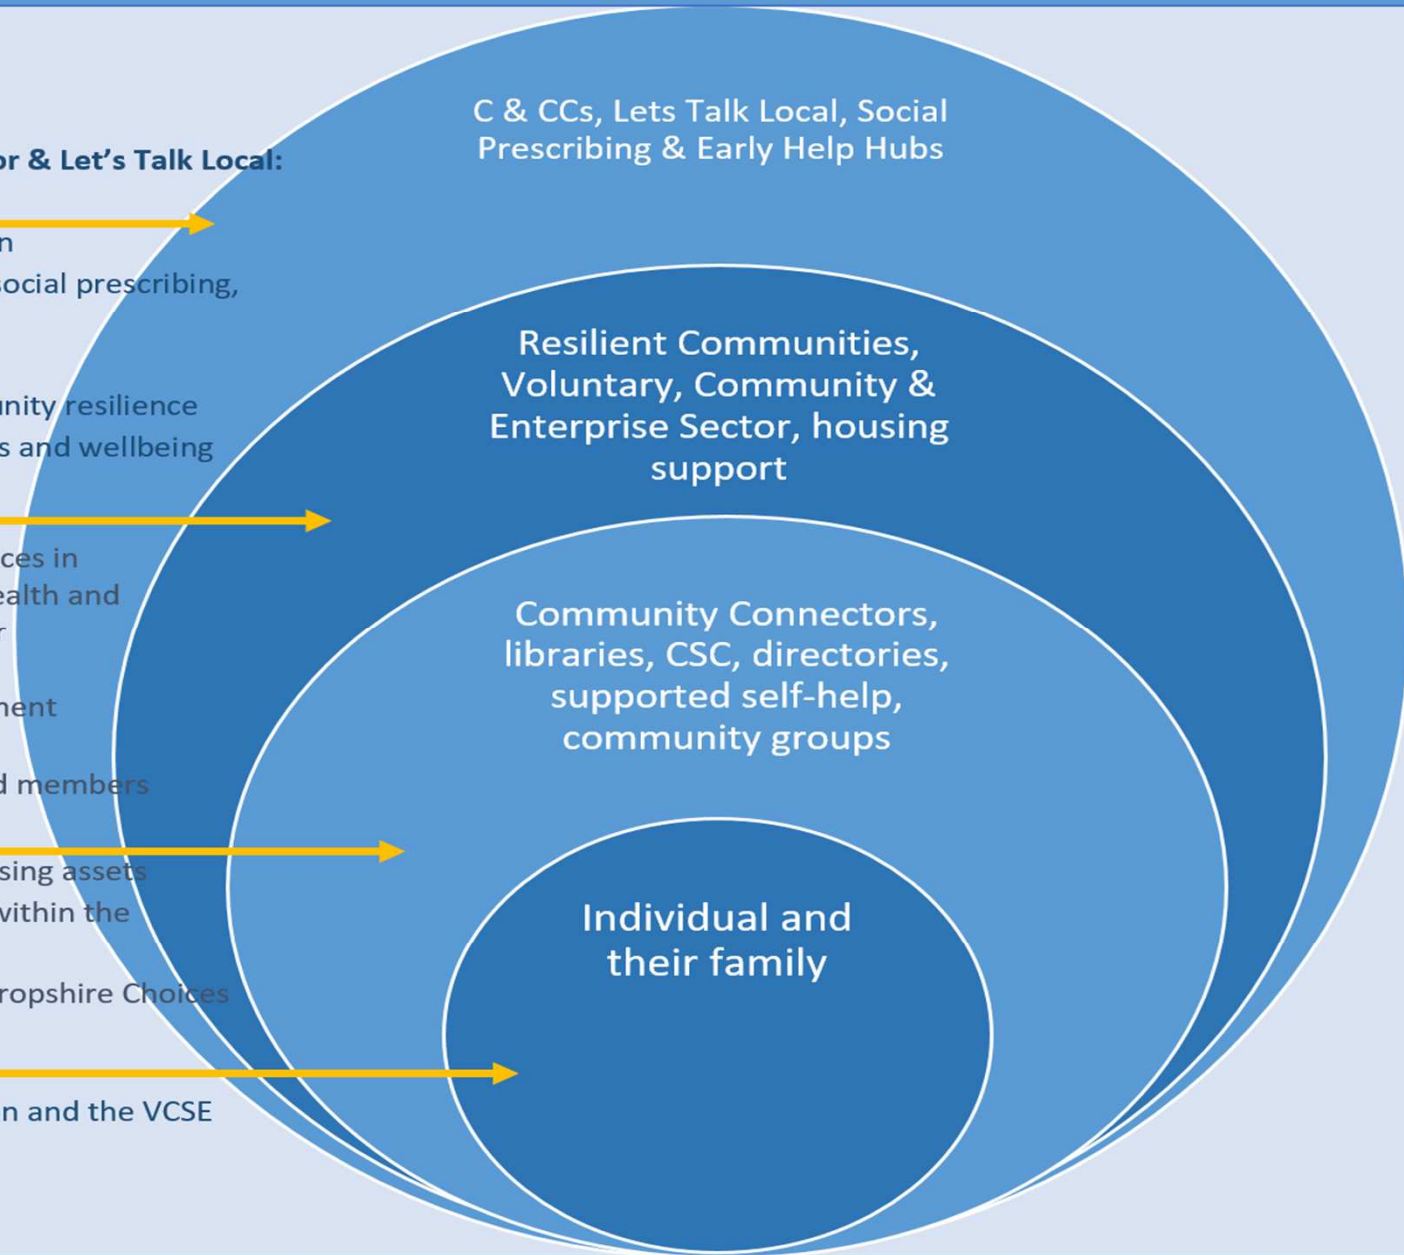 or & Let's Talk Local:
n
social prescribing,
unity resilience
s and wellbeing
ces in
ealth and
r
ment
d members
sing assets
within the
ropshire Choices
n and the VCSE
C & CCs, Lets Talk Local, Social
Prescribing & Early Help Hubs
Resilient Communities,
Voluntary, Community &
Enterprise Sector, housing
support
Community Connectors,
libraries, CSC, directories,
supported self-help,
community groups
Individual and
their family